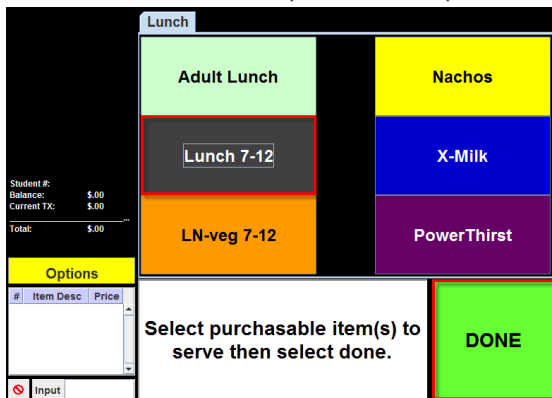 Lunch
Adult Lunch
Nachos
Lunch 7-12
X-Milk
Student #:
Balance: $.00
Current TX: $.00
Total: $.00
LN-veg 7-12
PowerThirst
Options
# Item Desc Price
Select purchasable item(s) to
serve then select done.
DONE
Input